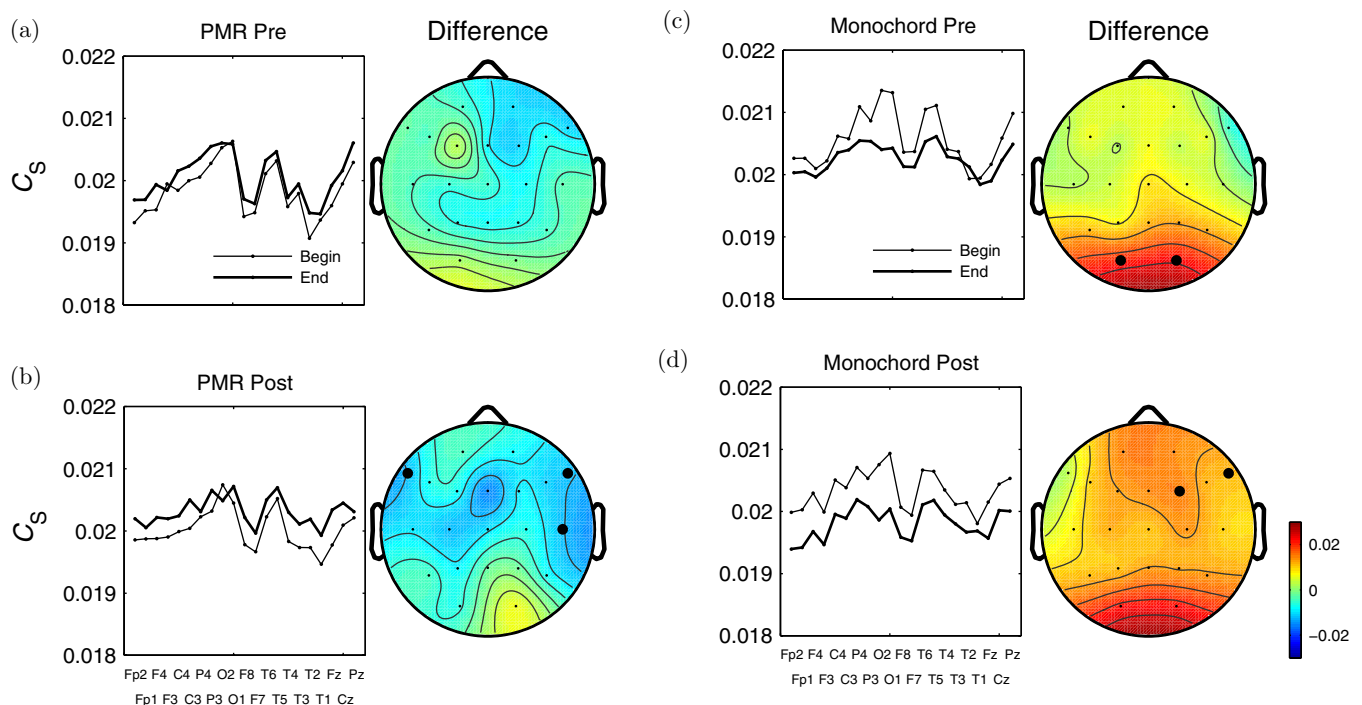 (a)
PMR Pre
Difference
0.022
0.021
0.02
0.019
0.018
C_S
Begin
End
(c)
Monochord Pre
Difference
0.022
0.021
0.02
0.019
0.018
Begin
End
(b)
PMR Post
0.022
0.021
0.02
0.019
0.018
C_S
Fp2 F4 C4 P4 O2 F8 T6 T4 T2 Fz Pz
Fp1 F3 C3 P3 O1 F7 T5 T3 T1 Cz
(d)
Monochord Post
0.022
0.021
0.02
0.019
0.018
Fp2 F4 C4 P4 O2 F8 T6 T4 T2 Fz Pz
Fp1 F3 C3 P3 O1 F7 T5 T3 T1 Cz
0.02
0
−0.02